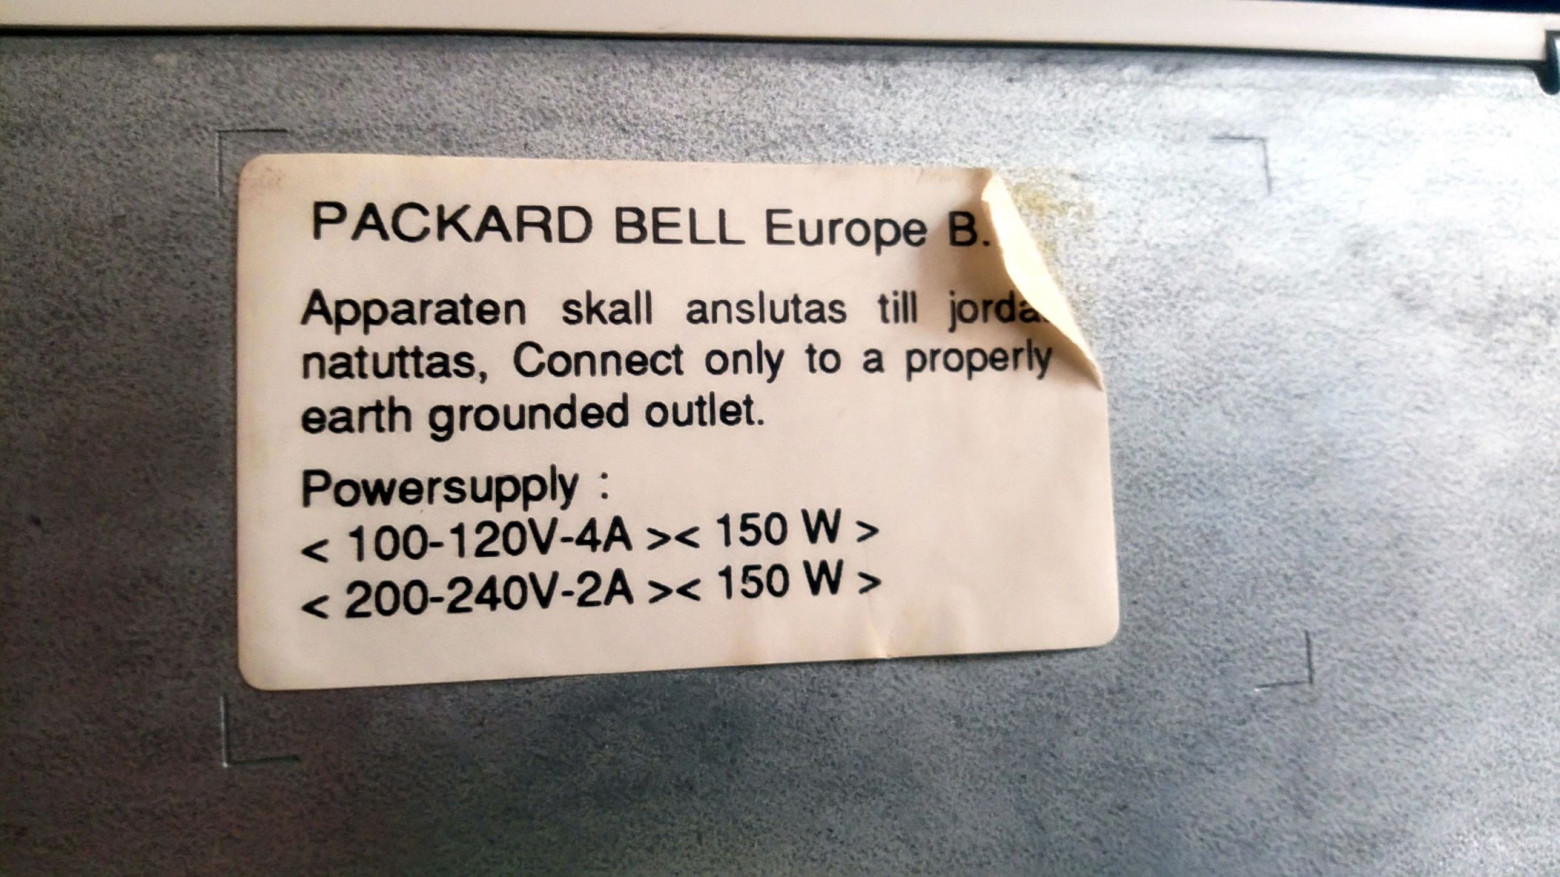 PACKARD BELL Europe B.
Apparaten skall anslutas till jorda
natuttas, Connect only to a properly
earth grounded outlet.
Powersupply :
< 100-120V-4A >< 150 W >
< 200-240V-2A >< 150 W >